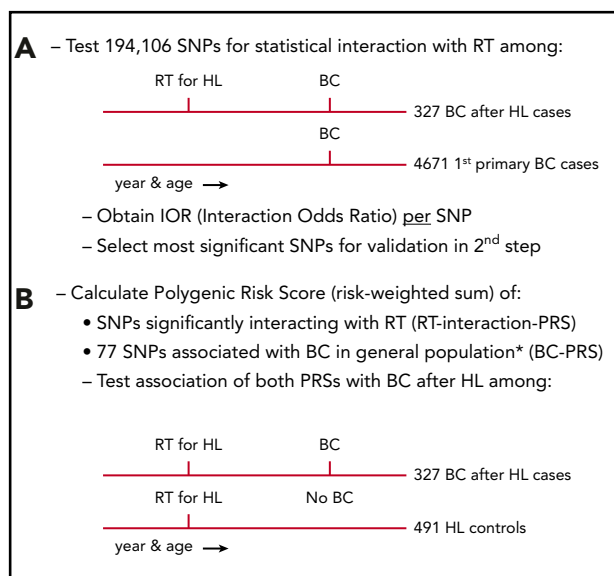 A – Test 194,106 SNPs for statistical interaction with RT among:
RT for HL BC
327 BC after HL cases
BC
4671 1st primary BC cases
year & age →
– Obtain IOR (Interaction Odds Ratio) per SNP
– Select most significant SNPs for validation in 2nd step
B – Calculate Polygenic Risk Score (risk-weighted sum) of:
• SNPs significantly interacting with RT (RT-interaction-PRS)
• 77 SNPs associated with BC in general population* (BC-PRS)
– Test association of both PRSs with BC after HL among:
RT for HL BC
327 BC after HL cases
RT for HL No BC
491 HL controls
year & age →